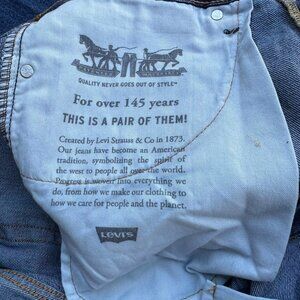 QUALITY NEVER GOES OUT OF STYLE™
For over 145 years
THIS IS A PAIR OF THEM!
Created by Levi Strauss & Co in 1873.
Our jeans have become an American
tradition, symbolizing the spirit of
the west to people all over the world.
Progress is woven into everything we
do, from how we make our clothing to
how we care for people and the planet.
LEVI'S